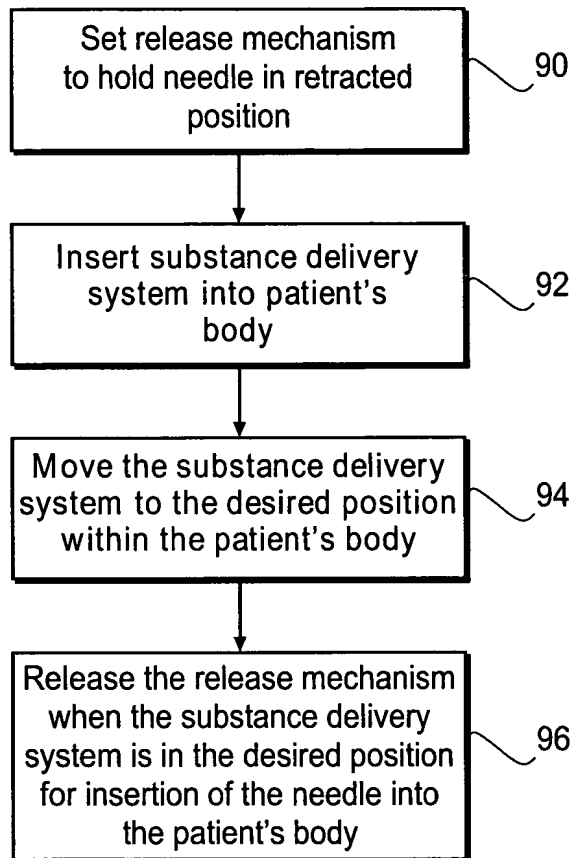 Set release mechanism
to hold needle in retracted
position
90
Insert substance delivery
system into patient's
body
92
Move the substance delivery
system to the desired position
within the patient's body
94
Release the release mechanism
when the substance delivery
system is in the desired position
for insertion of the needle into
the patient's body
96